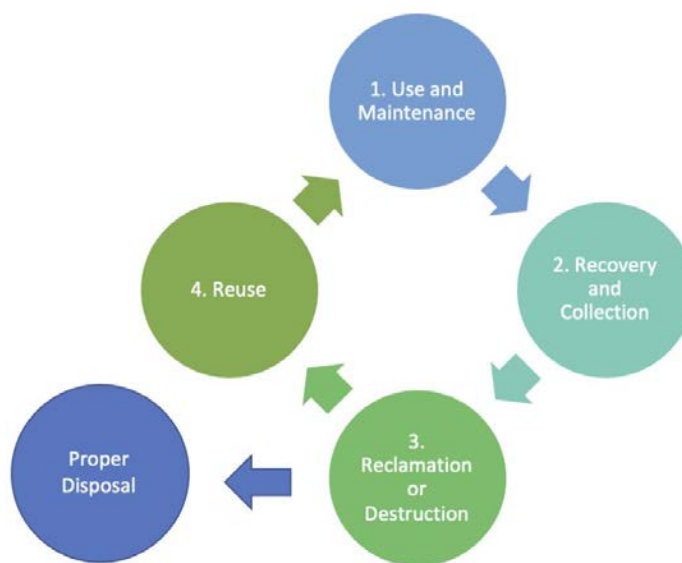 1. Use and
Maintenance
2. Recovery
and
Collection
3.
Reclamation
or
Destruction
4. Reuse
Proper
Disposal